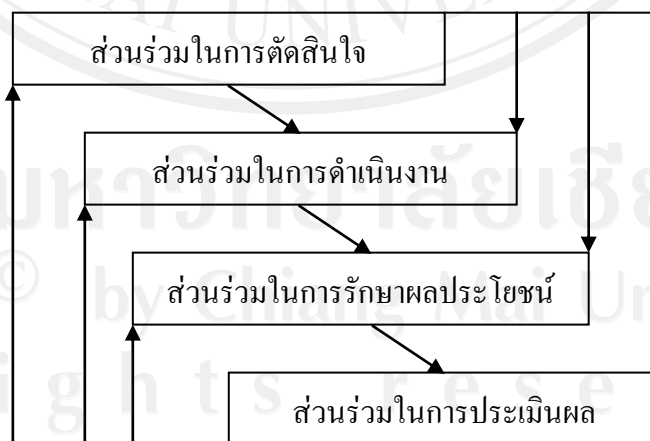 ส่วนร่วมในการตัดสินใจ
ส่วนร่วมในการดำเนินงาน
ส่วนร่วมในการรักษาผลประโยชน์
ส่วนร่วมในการประเมินผล